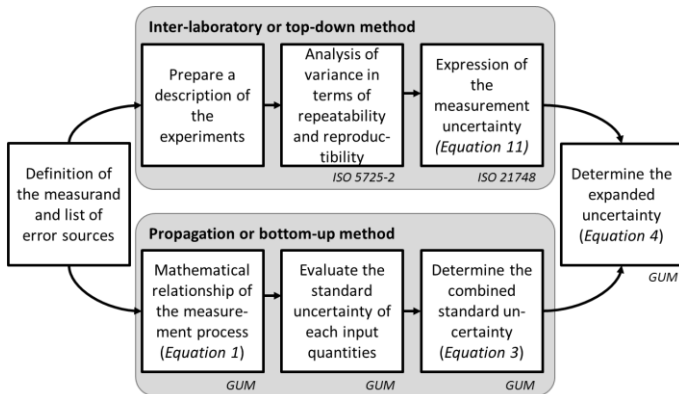 Inter-laboratory or top-down method
Prepare a
description of
the
experiments
Analysis of
variance in
terms of
repeatability
and reproduc-
tibility
ISO 5725-2
Expression of
the
measurement
uncertainty
(Equation 11)
ISO 21748
Definition of
the measurand
and list of
error sources
Determine the
expanded
uncertainty
(Equation 4)
GUM
Propagation or bottom-up method
Mathematical
relationship of
the measure-
ment process
(Equation 1)
GUM
Evaluate the
standard
uncertainty of
each input
quantities
GUM
Determine the
combined
standard un-
certainty
(Equation 3)
GUM